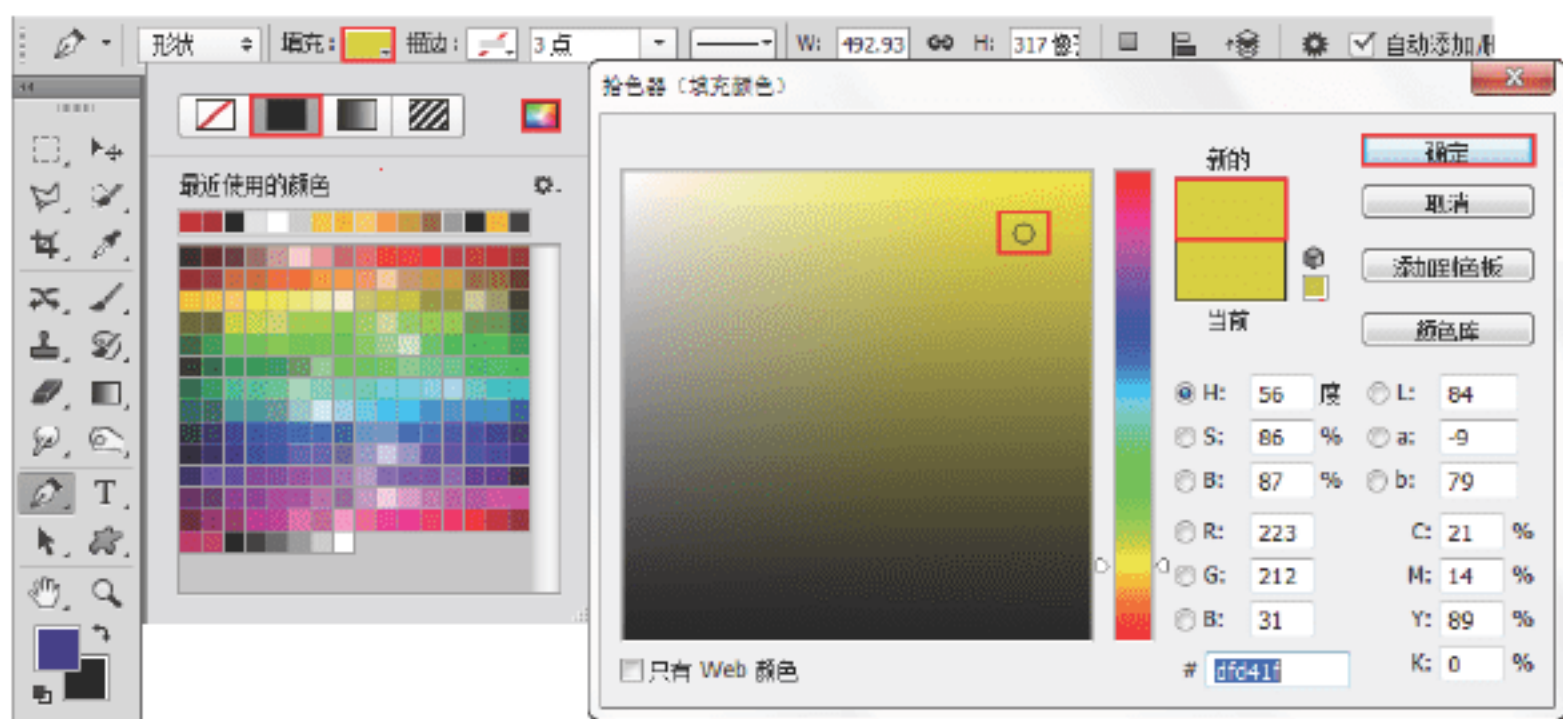 形状 填充: 描边: 3 点 W: 492.93 H: 317 像 自动添加/
拾色器（填充颜色）
最近使用的颜色
新的
当前
确定
取消
添加到色板
颜色库
H: 56 度 L: 84
S: 86 % a: -9
B: 87 % b: 79
R: 223 C: 21 %
G: 212 M: 14 %
B: 31 Y: 89 %
# dfd41f K: 0 %
只有 Web 颜色
T